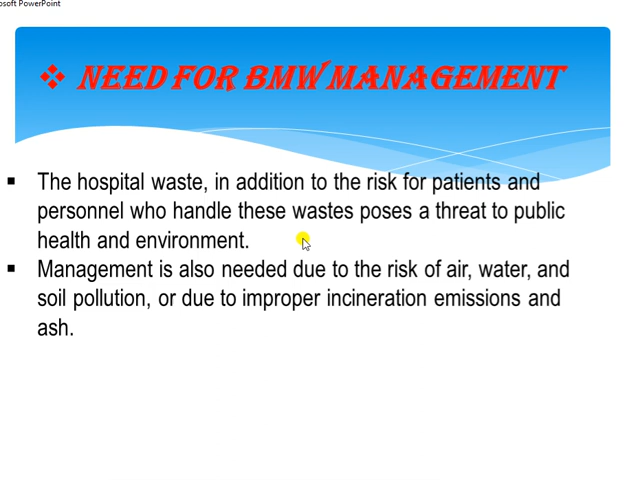 osoft PowerPoint
❖ NEED FOR BMW MANAGEMENT
▪ The hospital waste, in addition to the risk for patients and
personnel who handle these wastes poses a threat to public
health and environment.
▪ Management is also needed due to the risk of air, water, and
soil pollution, or due to improper incineration emissions and
ash.